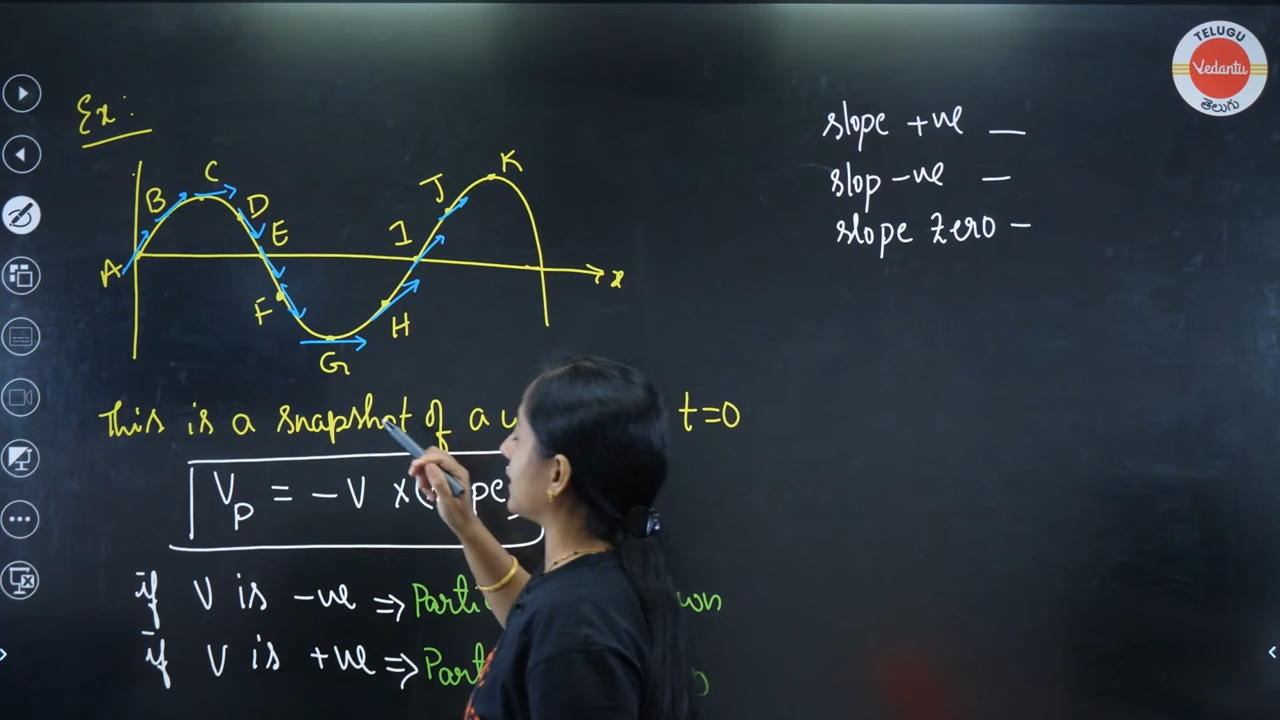 Ex:
A B C D E F G H I J K x
This is a snapshot of a t=0
Vp = -V x
if V is -ve ⇒
if V is +ve ⇒
slope +ve —
slop -ve —
slope zero -
TELUGU
Vedantu
తెలుగు